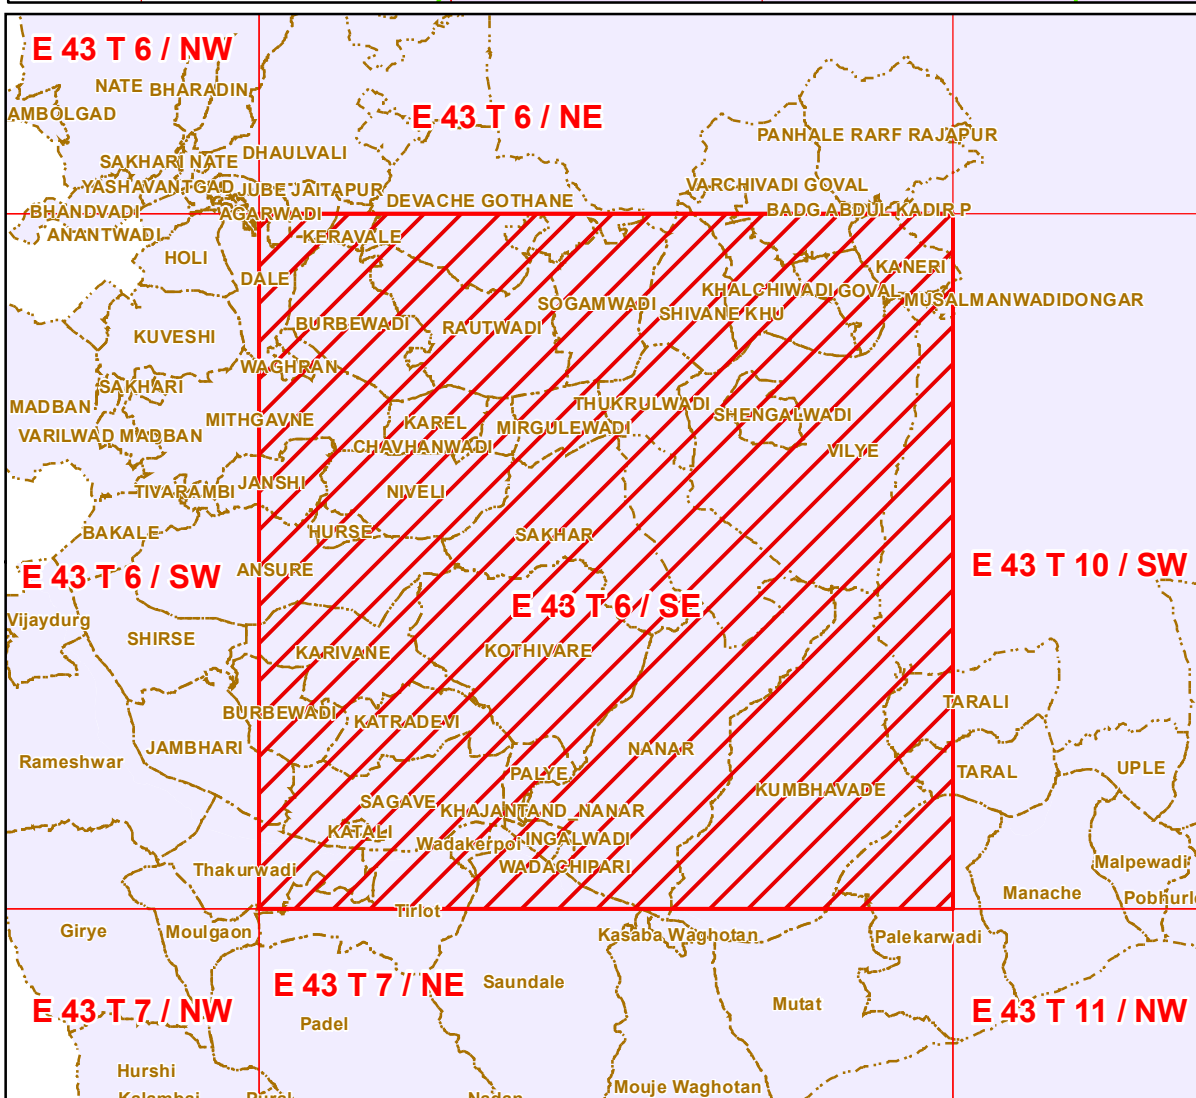 E 43 T 6 / NW
NATE BHARADIN
AMBOLGAD
E 43 T 6 / NE
PANHALE RARF RAJAPUR
DHAULVALI
SAKHARI NATE
YASHAVANTGAD JUBE JAITAPUR
VARCHIVADI GOVAL
DEVACHE GOTHANE
BHANDVADI
AGARWADI
BADG ABDUL KADIR P
ANANTWADI
KERAVALE
HOLI
KANERI
DALE
KHALCHIWADI GOVAL
MUSALMANWADIDONGAR
SOGAMWADI
SHIVANE KHU
BURBEWADI
RAUTWADI
KUVESHI
WAGHRAN
SAKHARI
MADBAN
THUKRULWADI
SHENGALWADI
MITHGAVNE
KAREL
MIRGULEWADI
VARILWAD MADBAN
CHAVHANWADI
VILYE
JANSHI
TIVARAMBI
NIVELI
BAKALE
HURSE
SAKHAR
E 43 T 6 / SW
ANSURE
E 43 T 10 / SW
E 43 T 6 / SE
Vijaydurg
SHIRSE
KARIVANE
KOTHIVARE
TARALI
BURBEWADI
KATRADEVI
JAMBHARI
NANAR
Rameshwar
PALYE
TARAL
UPLE
KUMBHAVADE
SAGAVE
KHAJANTAND_NANAR
KATALI
Wadakerpoi
INGALWADI
Thakurwadi
WADACHIPARI
Malpewadi
Manache
Tirlot
Girye
Moulgaon
Kasaba Waghotan
Palekarwadi
E 43 T 7 / NE
Saundale
E 43 T 7 / NW
Padel
Mutat
E 43 T 11 / NW
Hurshi
Mouje Waghotan